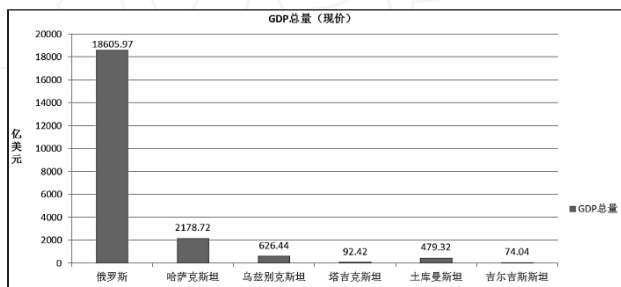 GDP总量（现价）
20000
18000
16000
14000
12000
10000
8000
6000
4000
2000
0
亿美元
18605.97
2178.72
626.44
92.42
479.32
74.04
俄罗斯
哈萨克斯坦
乌兹别克斯坦
塔吉克斯坦
土库曼斯坦
吉尔吉斯斯坦
GDP总量